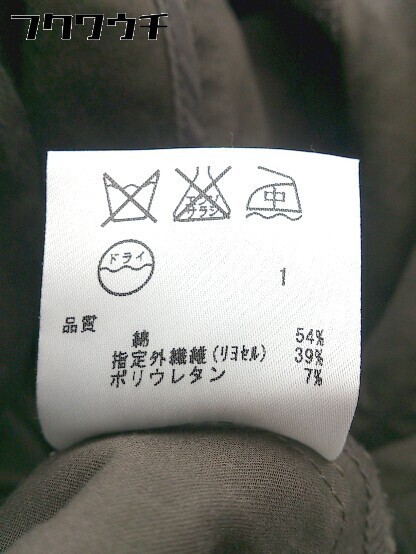 フクワウチ
エンソ
サラシ
中
ドライ
1
品質
綿 54%
指定外繊維(リヨセル) 39%
ポリウレタン 7%